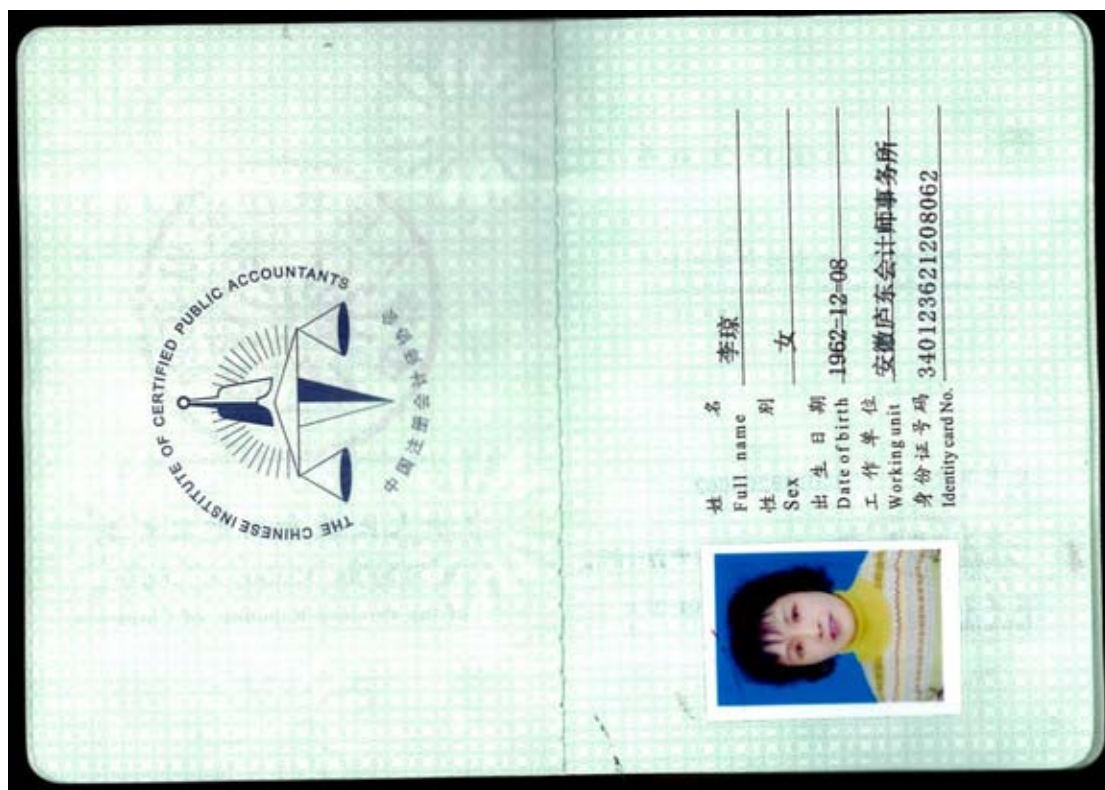 THE CHINESE INSTITUTE OF CERTIFIED PUBLIC ACCOUNTANTS
中国注册会计师协会
姓 名 李琼
Full name
性 别 女
Sex
出生日期 1962-12-08
Date of birth
工作单位 安徽庐东会计师事务所
Working unit
身份证号码 340123621208062
Identity card No.